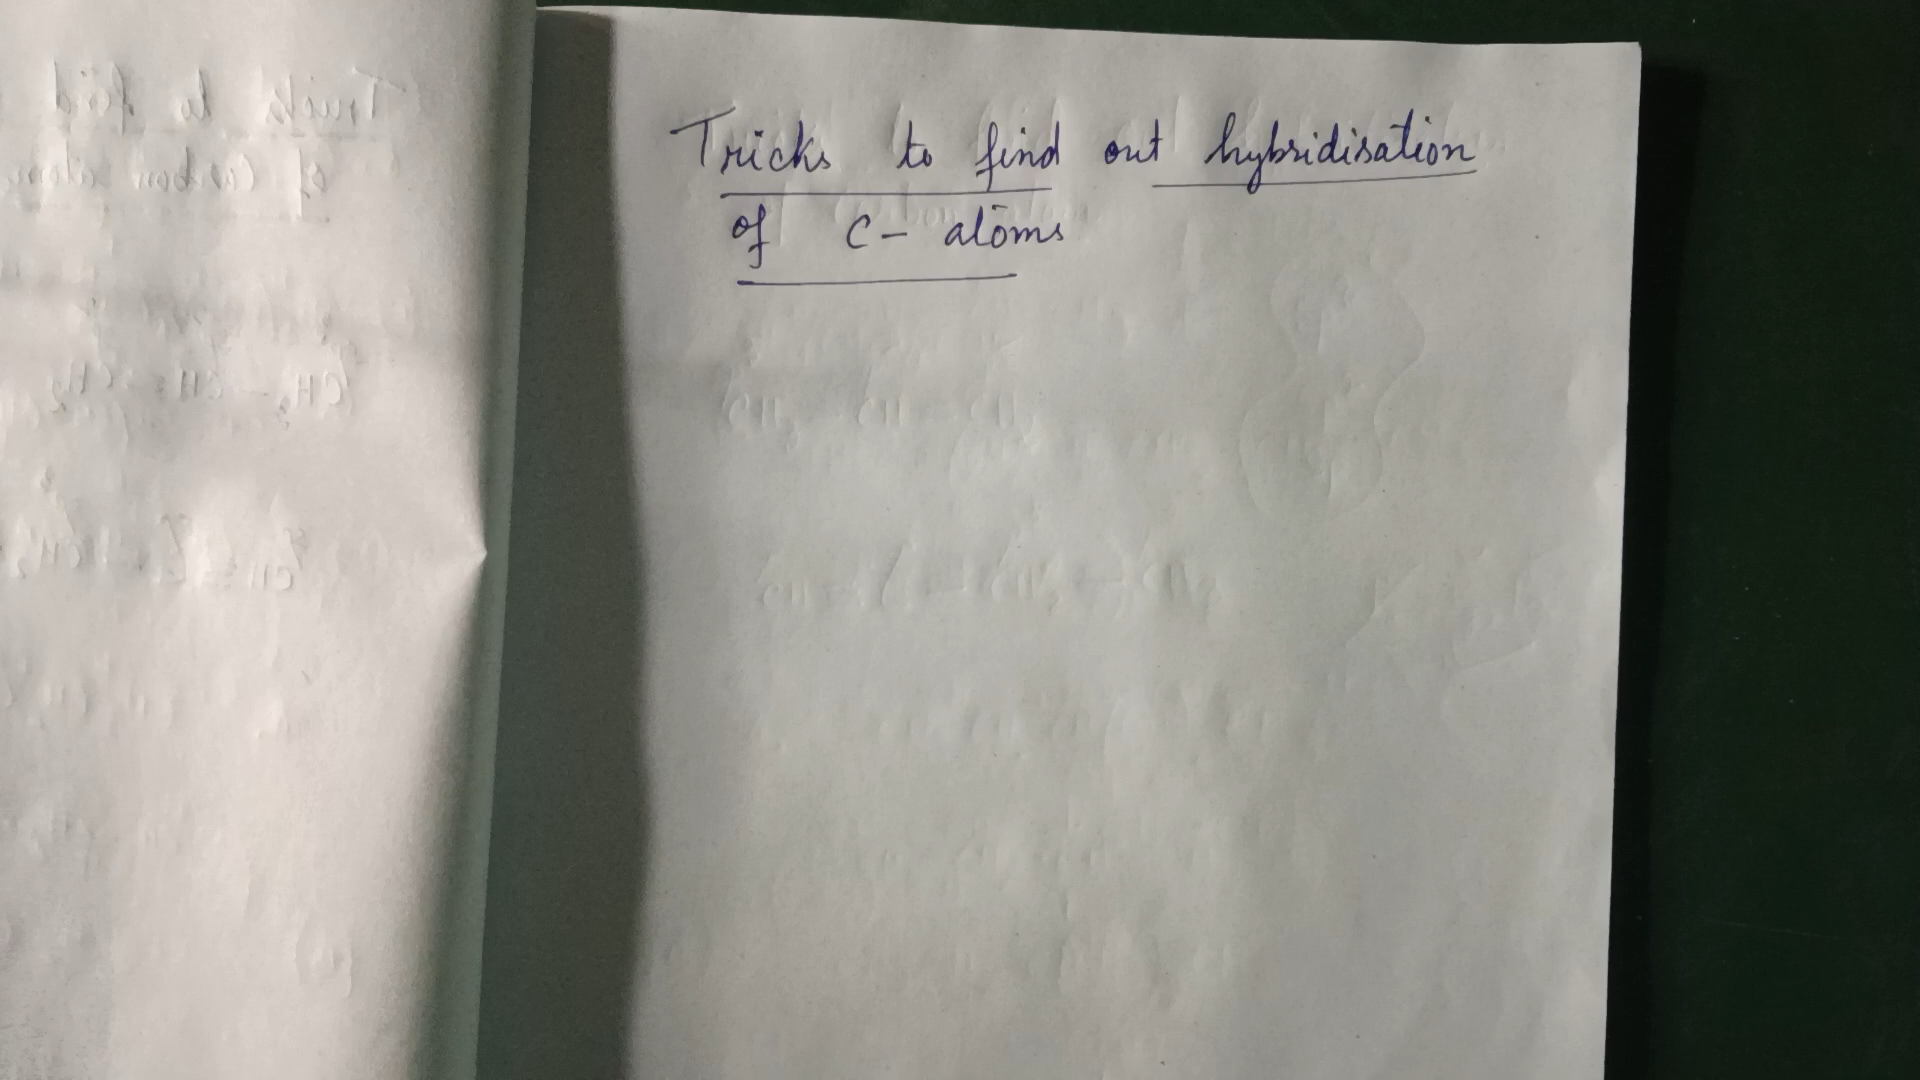 Tricks to find out hybridisation
of C- atoms